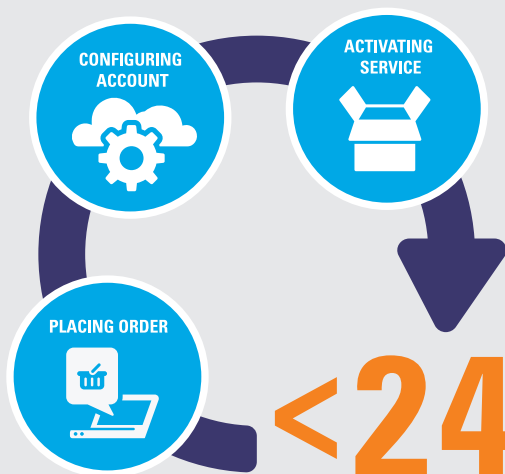 CONFIGURING
ACCOUNT
ACTIVATING
SERVICE
PLACING ORDER
<24